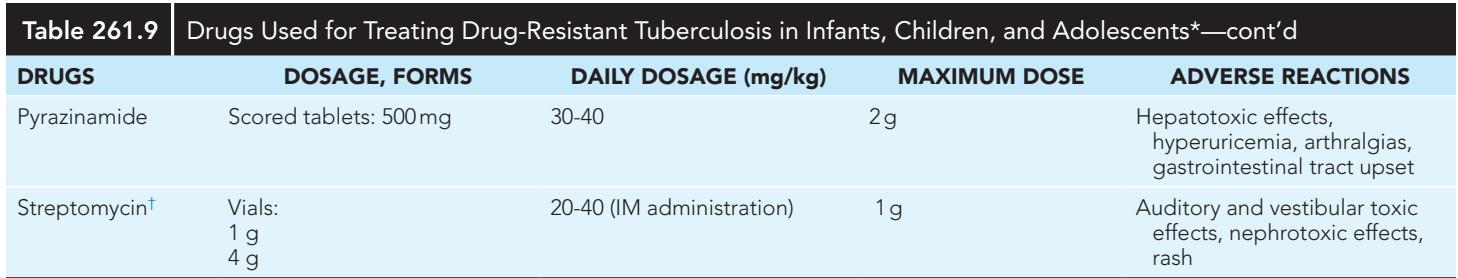 Table 261.9 Drugs Used for Treating Drug-Resistant Tuberculosis in Infants, Children, and Adolescents*—cont’d
DRUGS DOSAGE, FORMS DAILY DOSAGE (mg/kg) MAXIMUM DOSE ADVERSE REACTIONS
Pyrazinamide Scored tablets: 500 mg 30-40 2 g Hepatotoxic effects,
hyperuricemia, arthralgias,
gastrointestinal tract upset
Streptomycin† Vials: 20-40 (IM administration) 1 g Auditory and vestibular toxic
1 g effects, nephrotoxic effects,
4 g rash